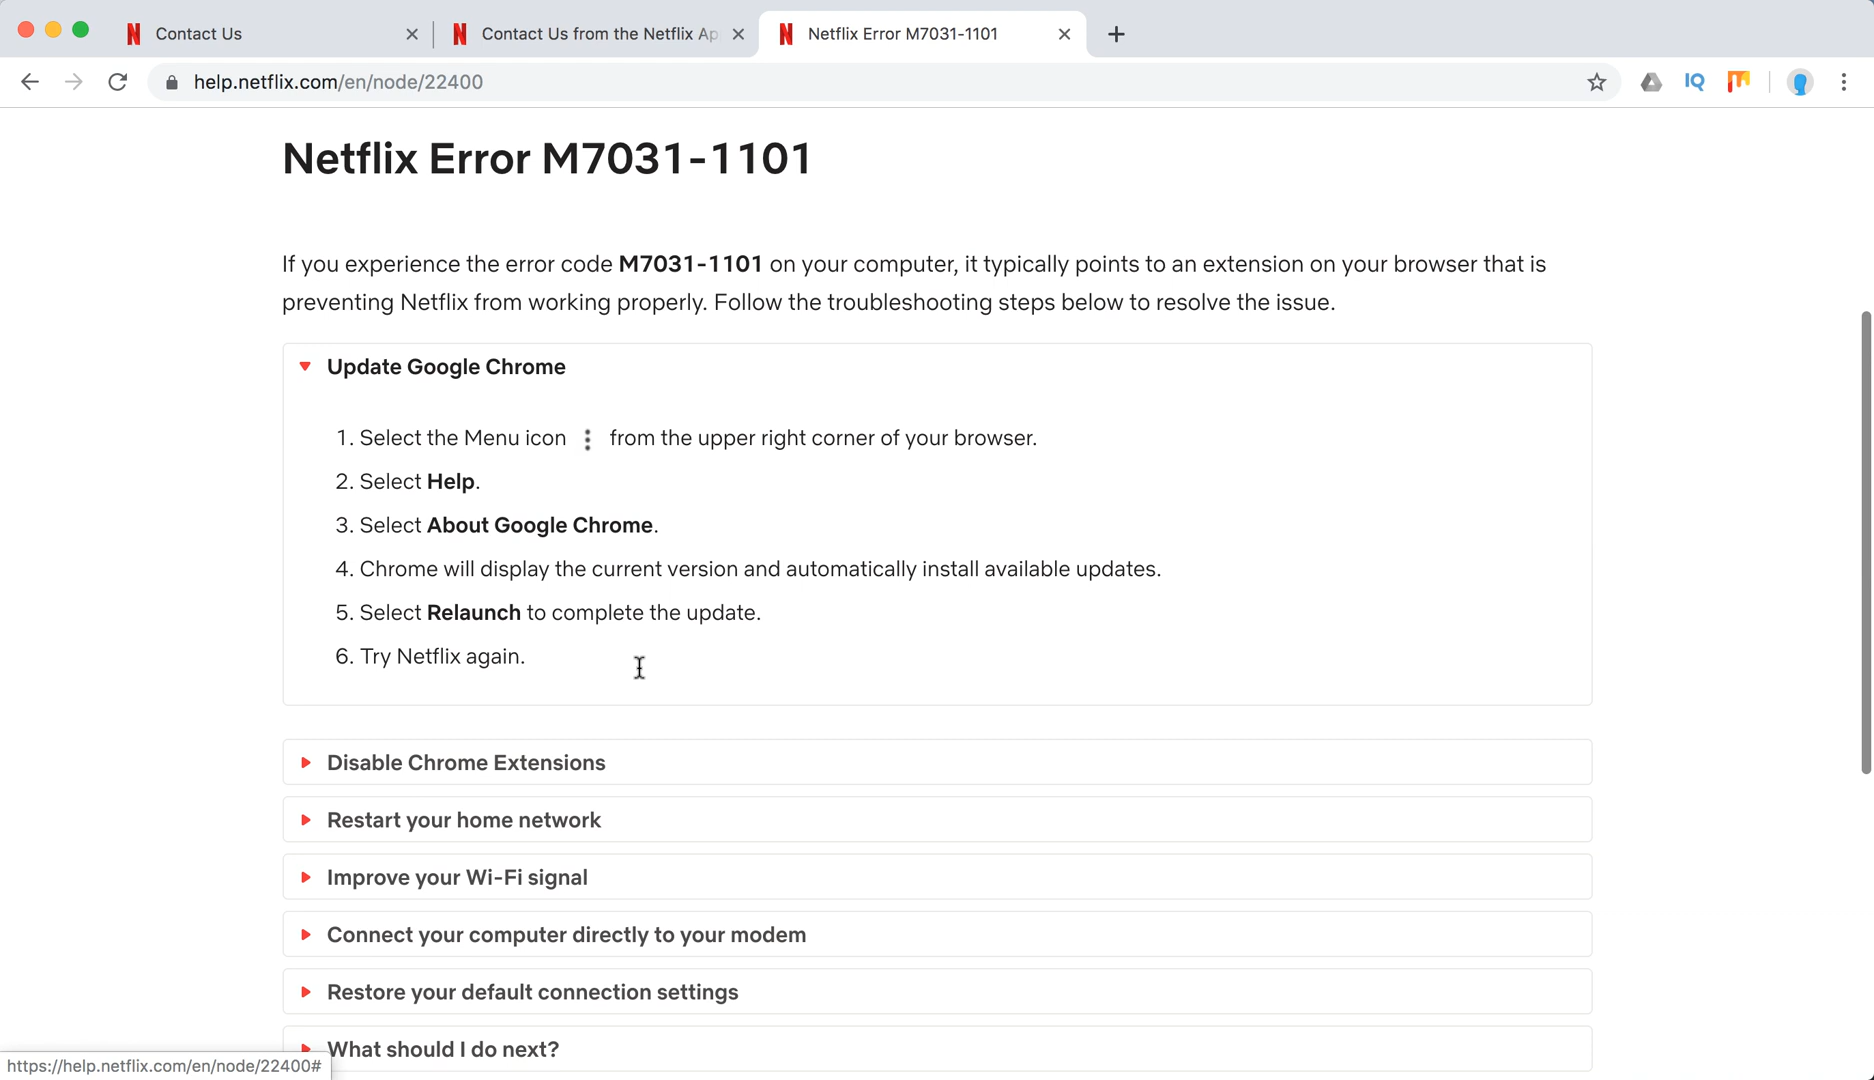 Contact Us
Contact Us from the Netflix Ap
Netflix Error M7031-1101
help.netflix.com/en/node/22400
IQ
Netflix Error M7031-1101
If you experience the error code M7031-1101 on your computer, it typically points to an extension on your browser that is
preventing Netflix from working properly. Follow the troubleshooting steps below to resolve the issue.
Update Google Chrome
1. Select the Menu icon ⋮ from the upper right corner of your browser.
2. Select Help.
3. Select About Google Chrome.
4. Chrome will display the current version and automatically install available updates.
5. Select Relaunch to complete the update.
6. Try Netflix again.
Disable Chrome Extensions
Restart your home network
Improve your Wi-Fi signal
Connect your computer directly to your modem
Restore your default connection settings
What should I do next?
https://help.netflix.com/en/node/22400#